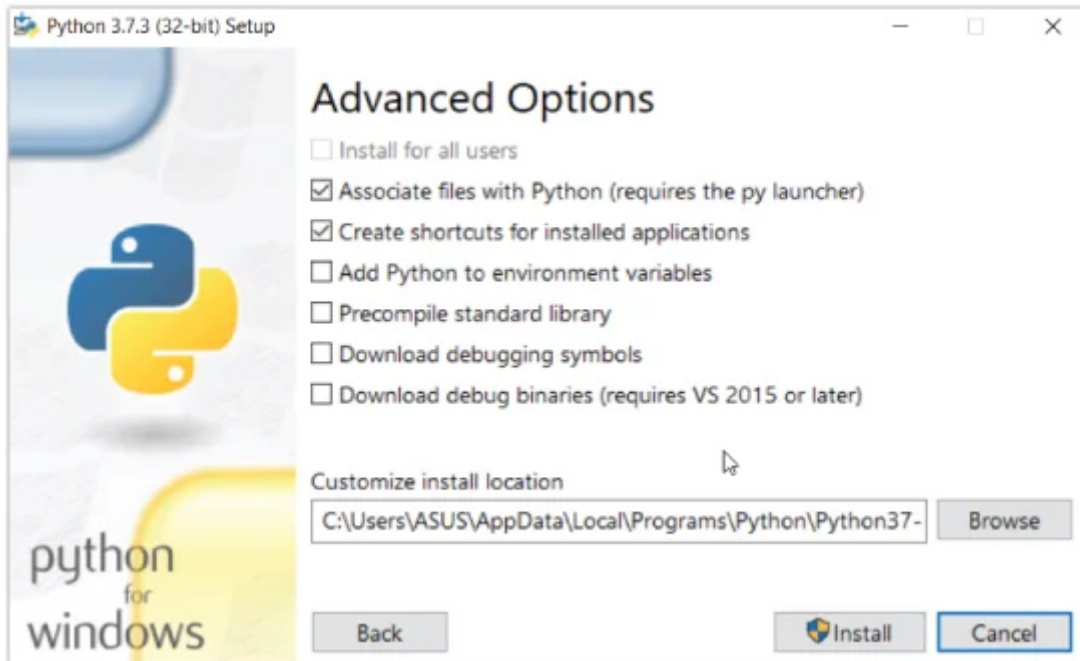 Python 3.7.3 (32-bit) Setup
Advanced Options
Install for all users
Associate files with Python (requires the py launcher)
Create shortcuts for installed applications
Add Python to environment variables
Precompile standard library
Download debugging symbols
Download debug binaries (requires VS 2015 or later)
Customize install location
C:\Users\ASUS\AppData\Local\Programs\Python\Python37-
Browse
python
for
windows
Back
Install
Cancel